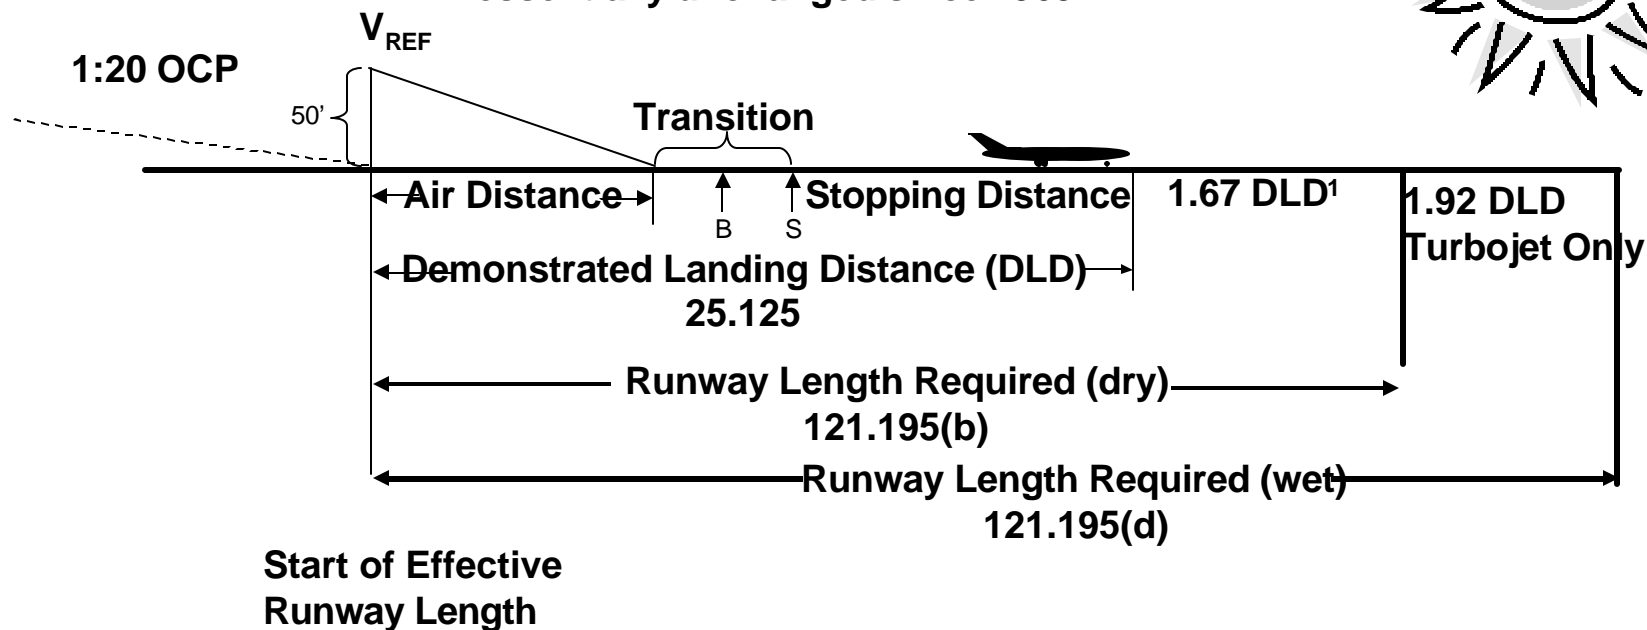 V_REF
1:20 OCP
50'
Transition
Air Distance
B
S
Stopping Distance
1.67 DLD¹
1.92 DLD
Turbojet Only
Demonstrated Landing Distance (DLD)
25.125
Runway Length Required (dry)
121.195(b)
Runway Length Required (wet)
121.195(d)
Start of Effective
Runway Length